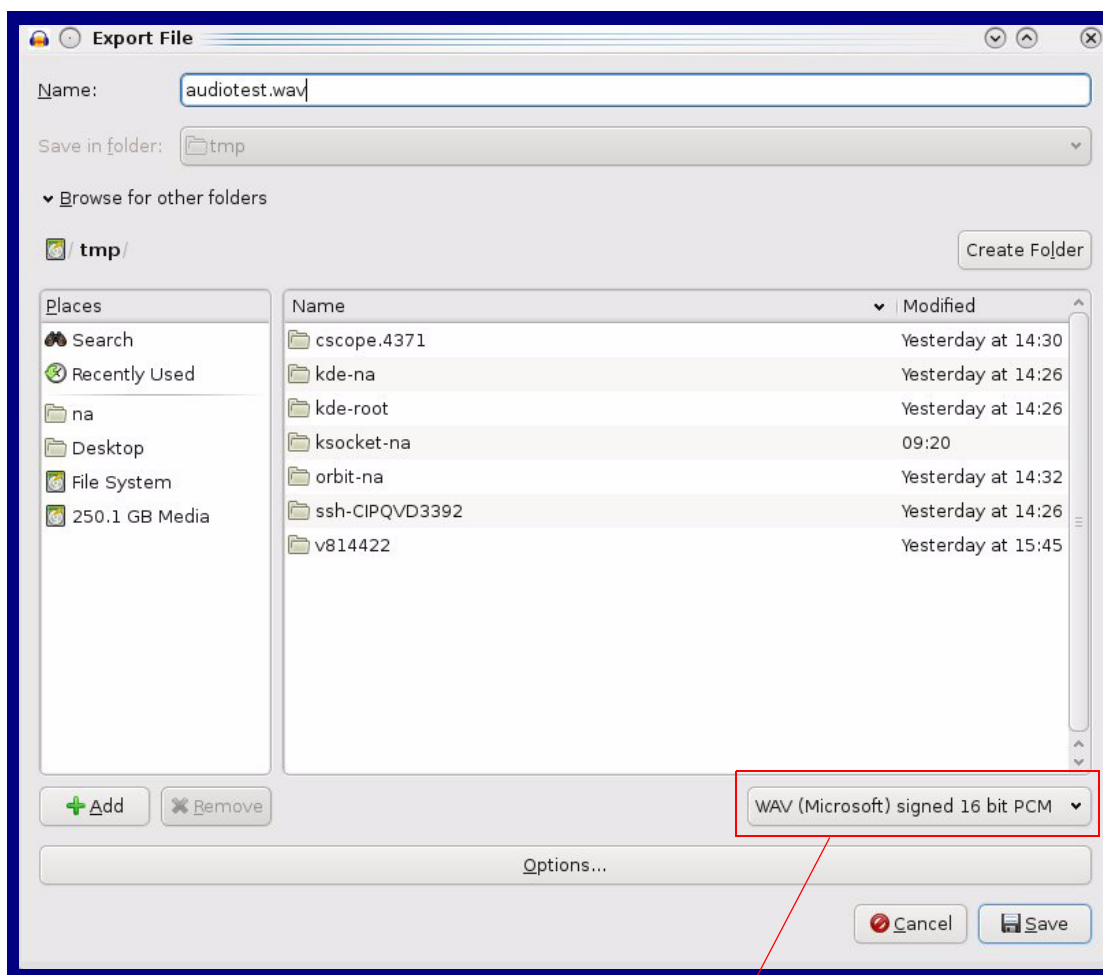 Export File
Name: audiotest.wav
Save in folder: tmp
Browse for other folders
/ tmp /
Create Folder
Places
Search
Recently Used
na
Desktop
File System
250.1 GB Media
Name Modified
cscope.4371 Yesterday at 14:30
kde-na Yesterday at 14:26
kde-root Yesterday at 14:26
ksocket-na 09:20
orbit-na Yesterday at 14:32
ssh-CIPQVD3392 Yesterday at 14:26
v814422 Yesterday at 15:45
Add Remove
WAV (Microsoft) signed 16 bit PCM
Options...
Cancel Save